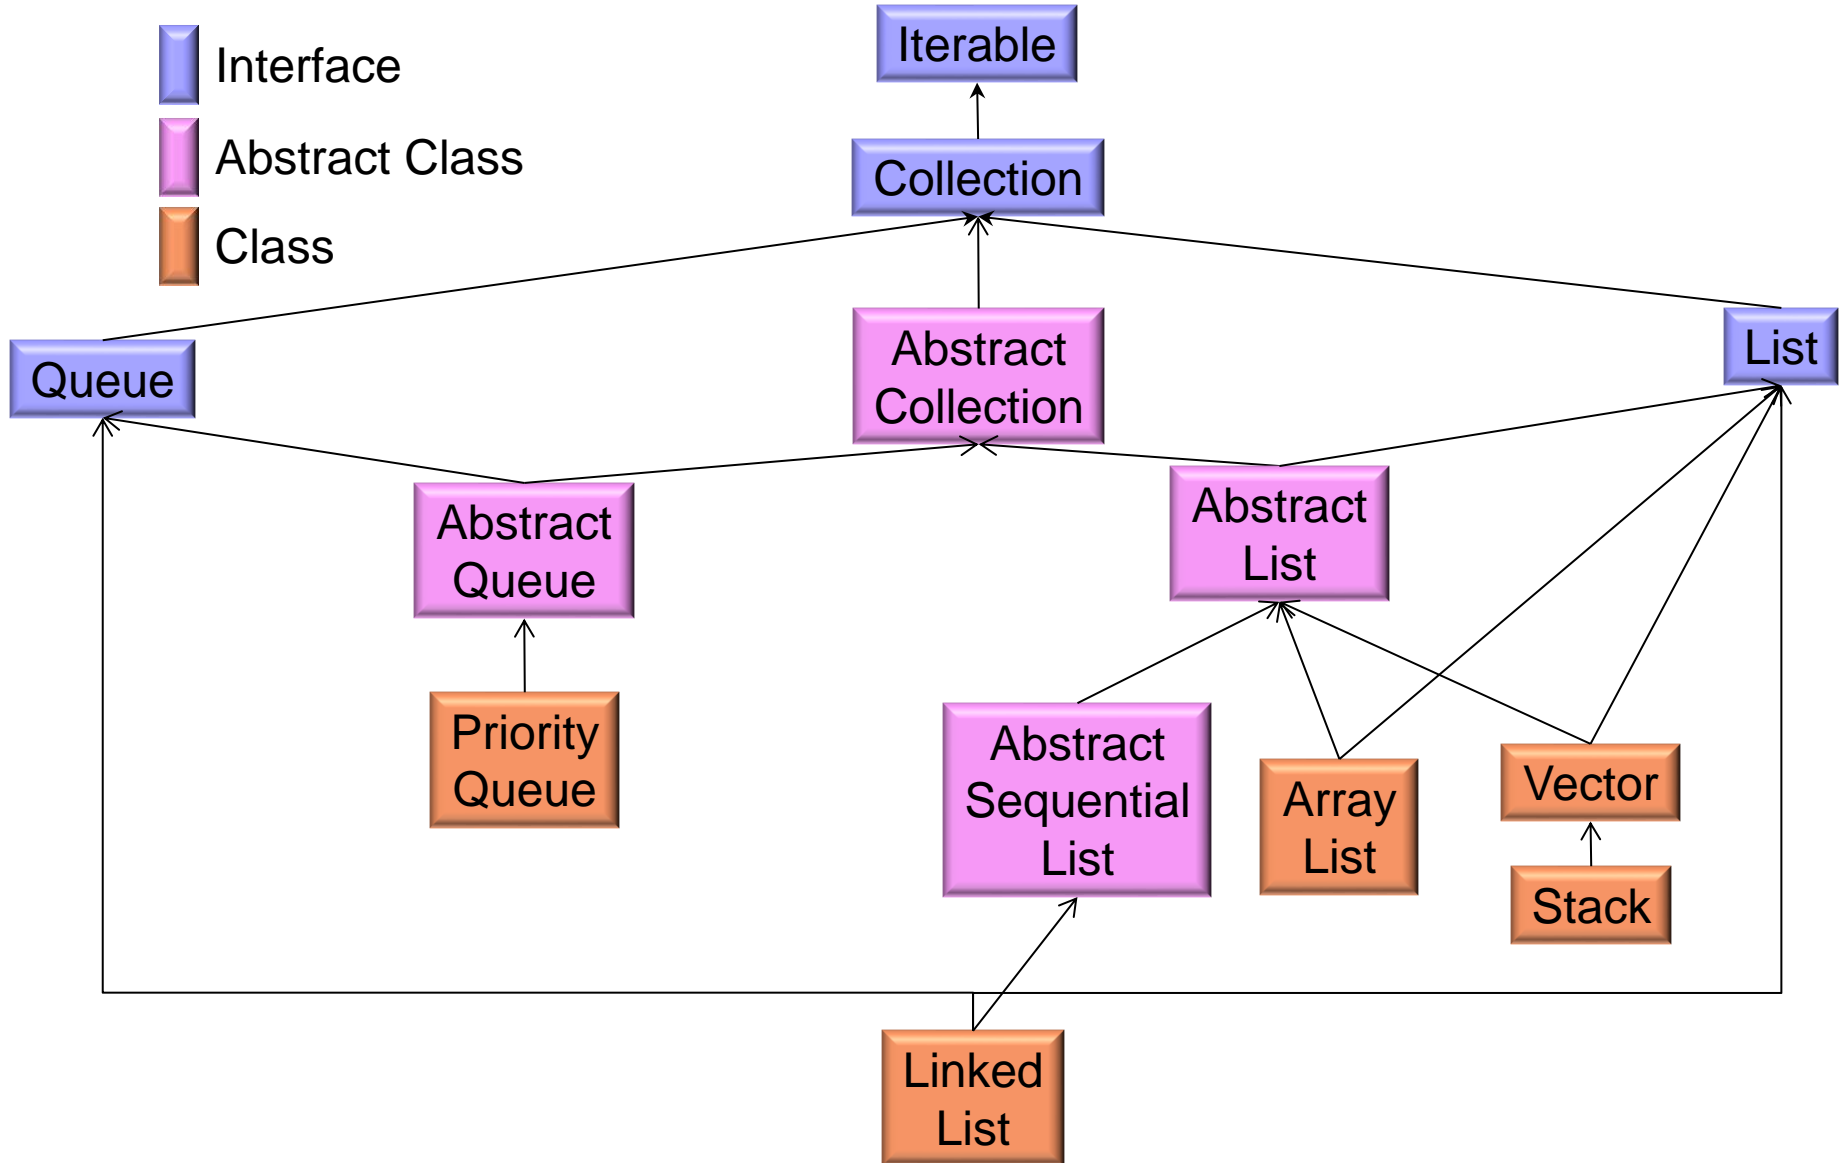 Interface
Abstract Class
Class
Iterable
Collection
Queue
Abstract
Collection
List
Abstract
Queue
Abstract
List
Priority
Queue
Abstract
Sequential
List
Array
List
Vector
Stack
Linked
List